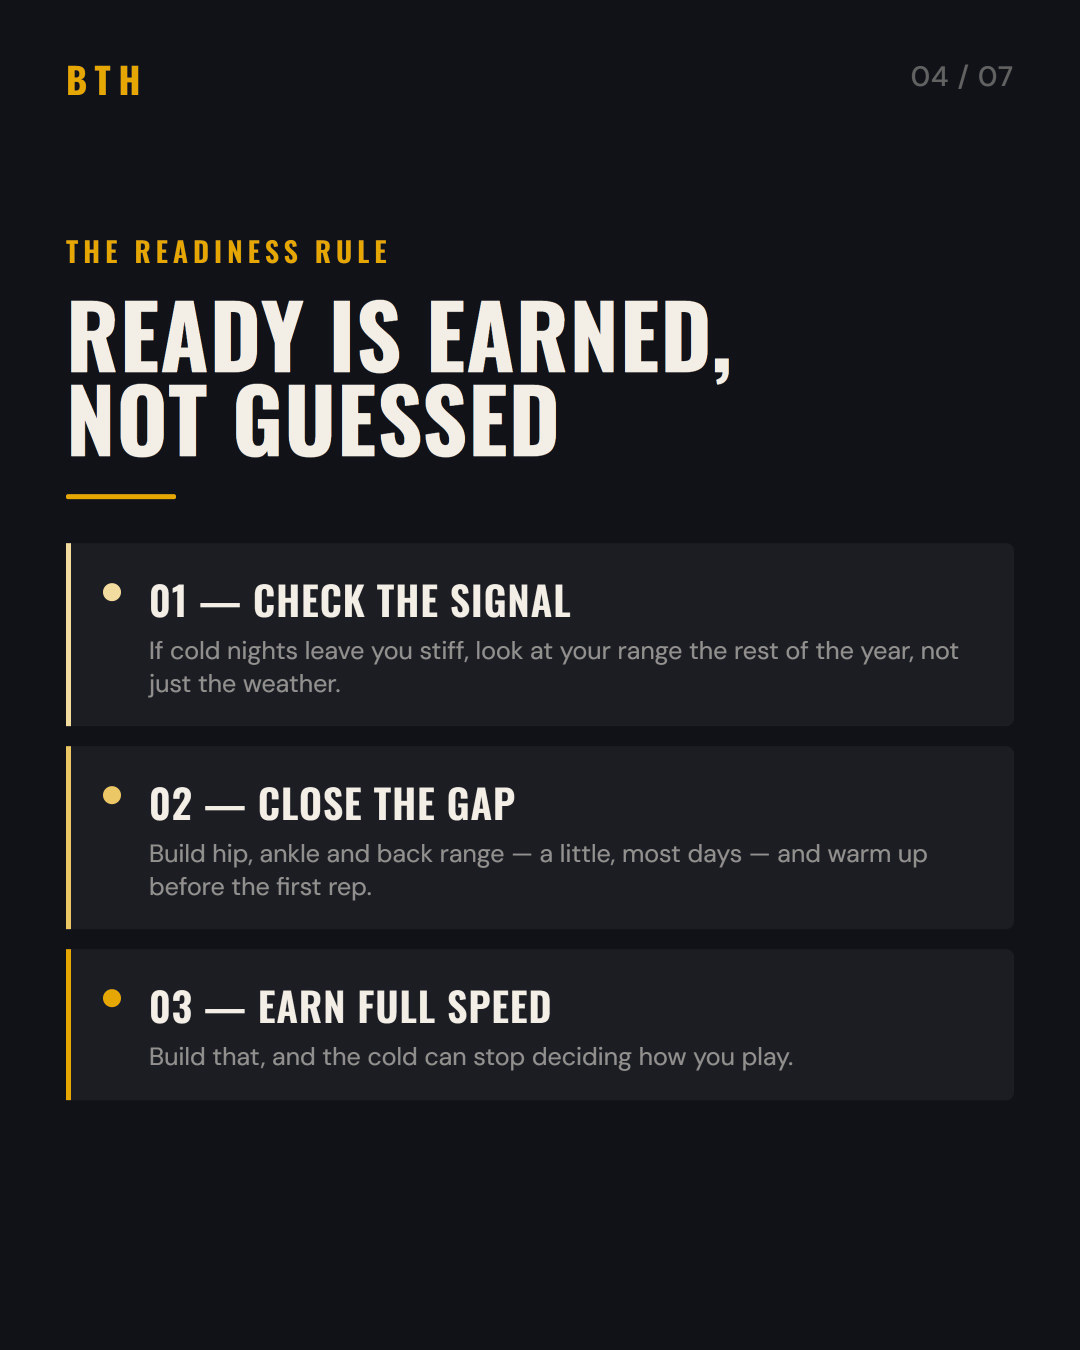 BTH
04 / 07
THE READINESS RULE
READY IS EARNED,
NOT GUESSED
01 — CHECK THE SIGNAL
If cold nights leave you stiff, look at your range the rest of the year, not
just the weather.
02 — CLOSE THE GAP
Build hip, ankle and back range — a little, most days — and warm up
before the first rep.
03 — EARN FULL SPEED
Build that, and the cold can stop deciding how you play.